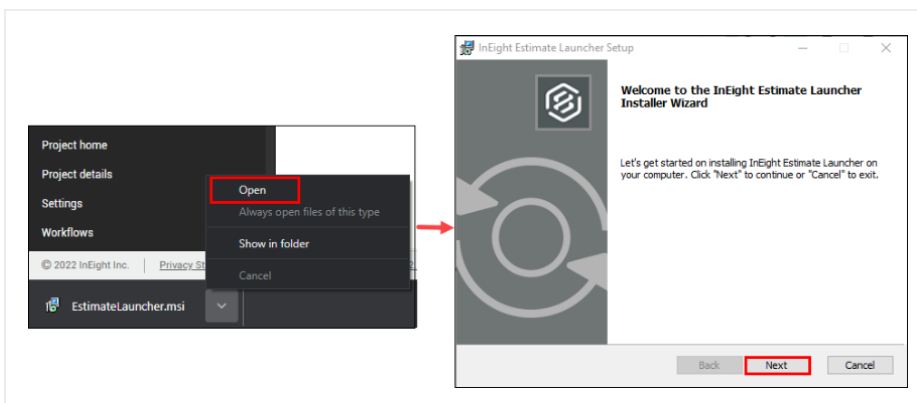 Project home
Project details
Settings
Workflows
© 2022 InEight Inc. Privacy St
EstimateLauncher.msi
Open
Always open files of this type
Show in folder
Cancel
InEight Estimate Launcher Setup
Welcome to the InEight Estimate Launcher
Installer Wizard
Let's get started on installing InEight Estimate Launcher on
your computer. Click "Next" to continue or "Cancel" to exit.
Back Next Cancel